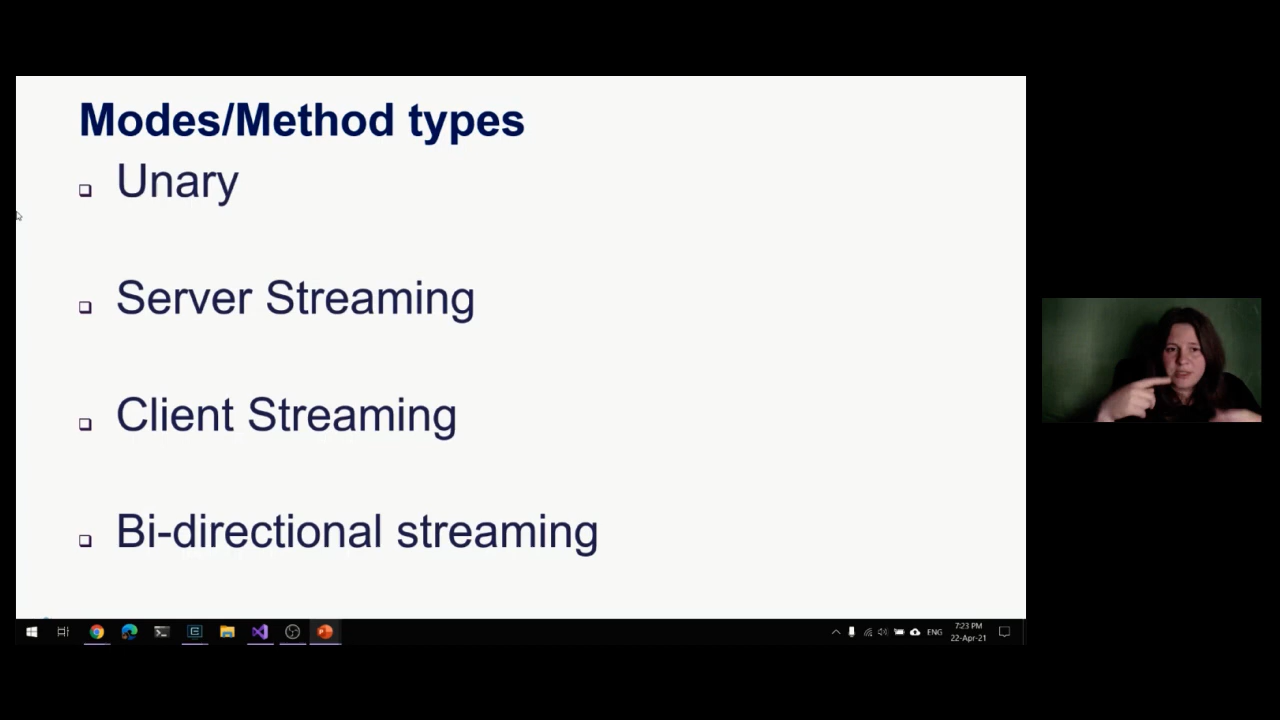 Modes/Method types
Unary
Server Streaming
Client Streaming
Bi-directional streaming
ENG
7:23 PM
22-Apr-21